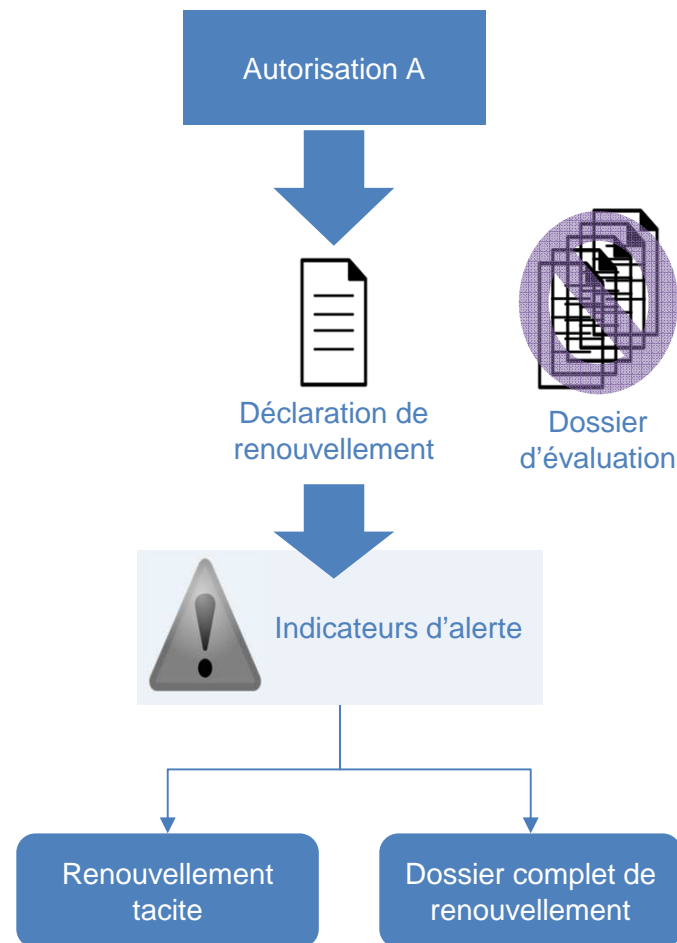 Autorisation A
Déclaration de
renouvellement
Dossier
d’évaluation
Indicateurs d’alerte
Renouvellement
tacite
Dossier complet de
renouvellement